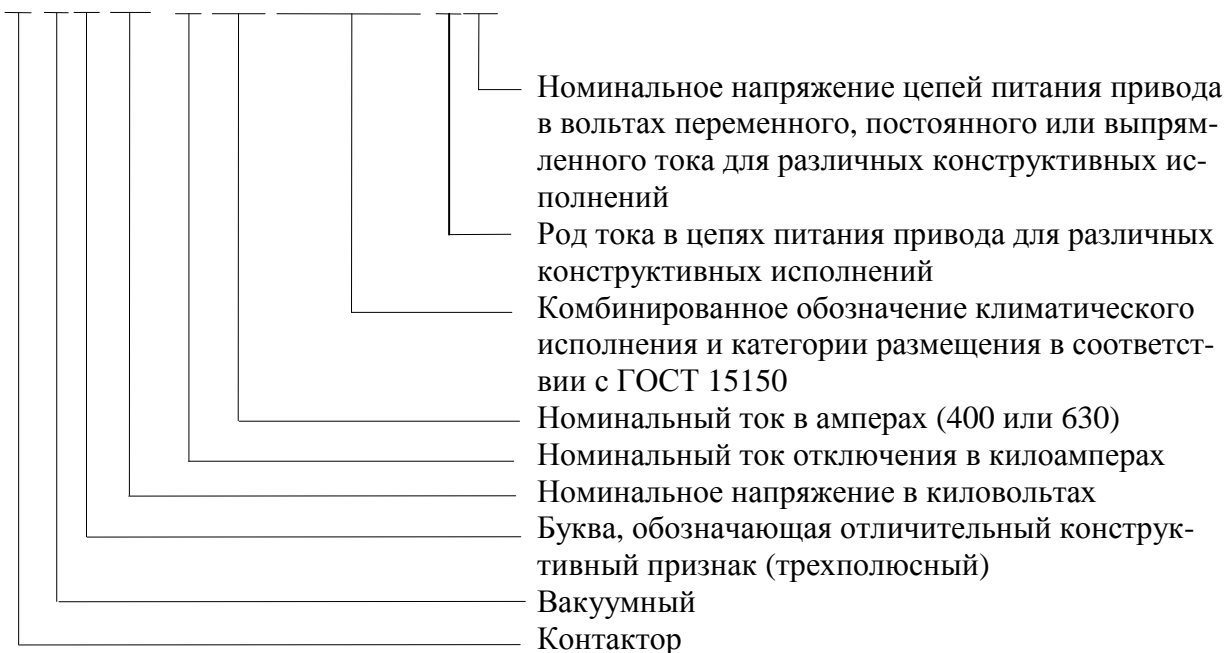 Номинальное напряжение цепей питания привода
в вольтах переменного, постоянного или выпрям-
ленного тока для различных конструктивных ис-
полнений
Род тока в цепях питания привода для различных
конструктивных исполнений
Комбинированное обозначение климатического
исполнения и категории размещения в соответст-
вии с ГОСТ 15150
Номинальный ток в амперах (400 или 630)
Номинальный ток отключения в килоамперах
Номинальное напряжение в киловольтах
Буква, обозначающая отличительный конструк-
тивный признак (трехполюсный)
Вакуумный
Контактор